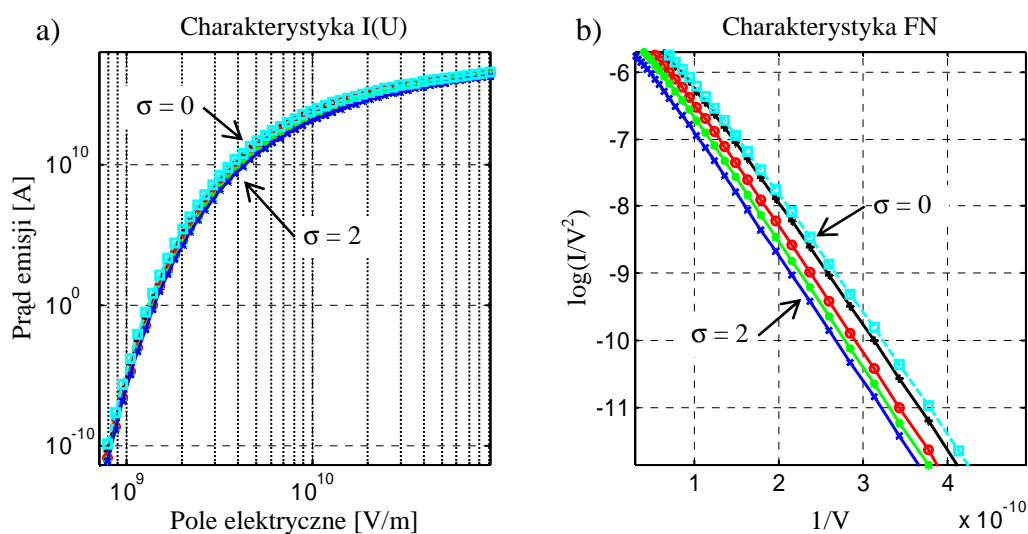 a)
Charakterystyka I(U)
Prąd emisji [A]
10^10
10^0
10^-10
σ = 0
σ = 2
10^9
10^10
Pole elektryczne [V/m]
b)
Charakterystyka FN
log(I/V^2)
-6
-7
-8
-9
-10
-11
σ = 0
σ = 2
1
2
3
4
x 10^-10
1/V